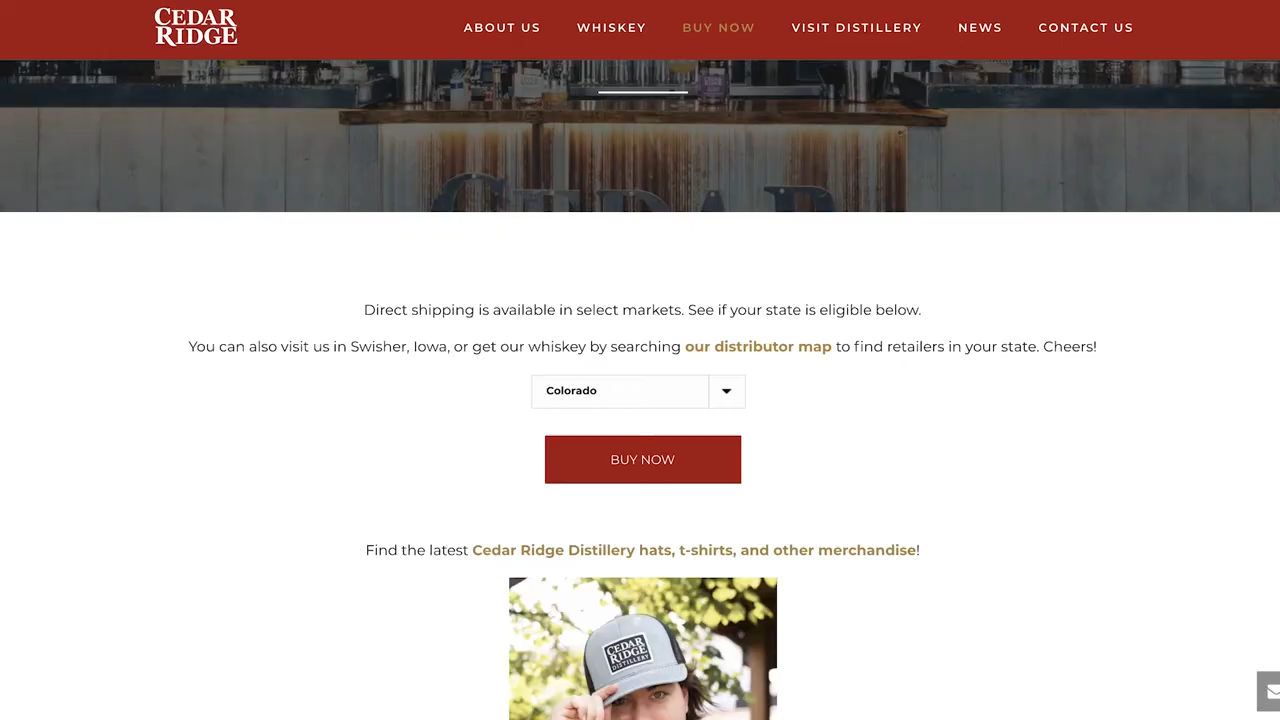 CEDAR
RIDGE
ABOUT US
WHISKEY
BUY NOW
VISIT DISTILLERY
NEWS
CONTACT US
CEDAR
Direct shipping is available in select markets. See if your state is eligible below.
You can also visit us in Swisher, Iowa, or get our whiskey by searching our distributor map to find retailers in your state. Cheers!
Colorado
BUY NOW
Find the latest Cedar Ridge Distillery hats, t-shirts, and other merchandise!
CEDAR
RIDGE
DISTILLERY